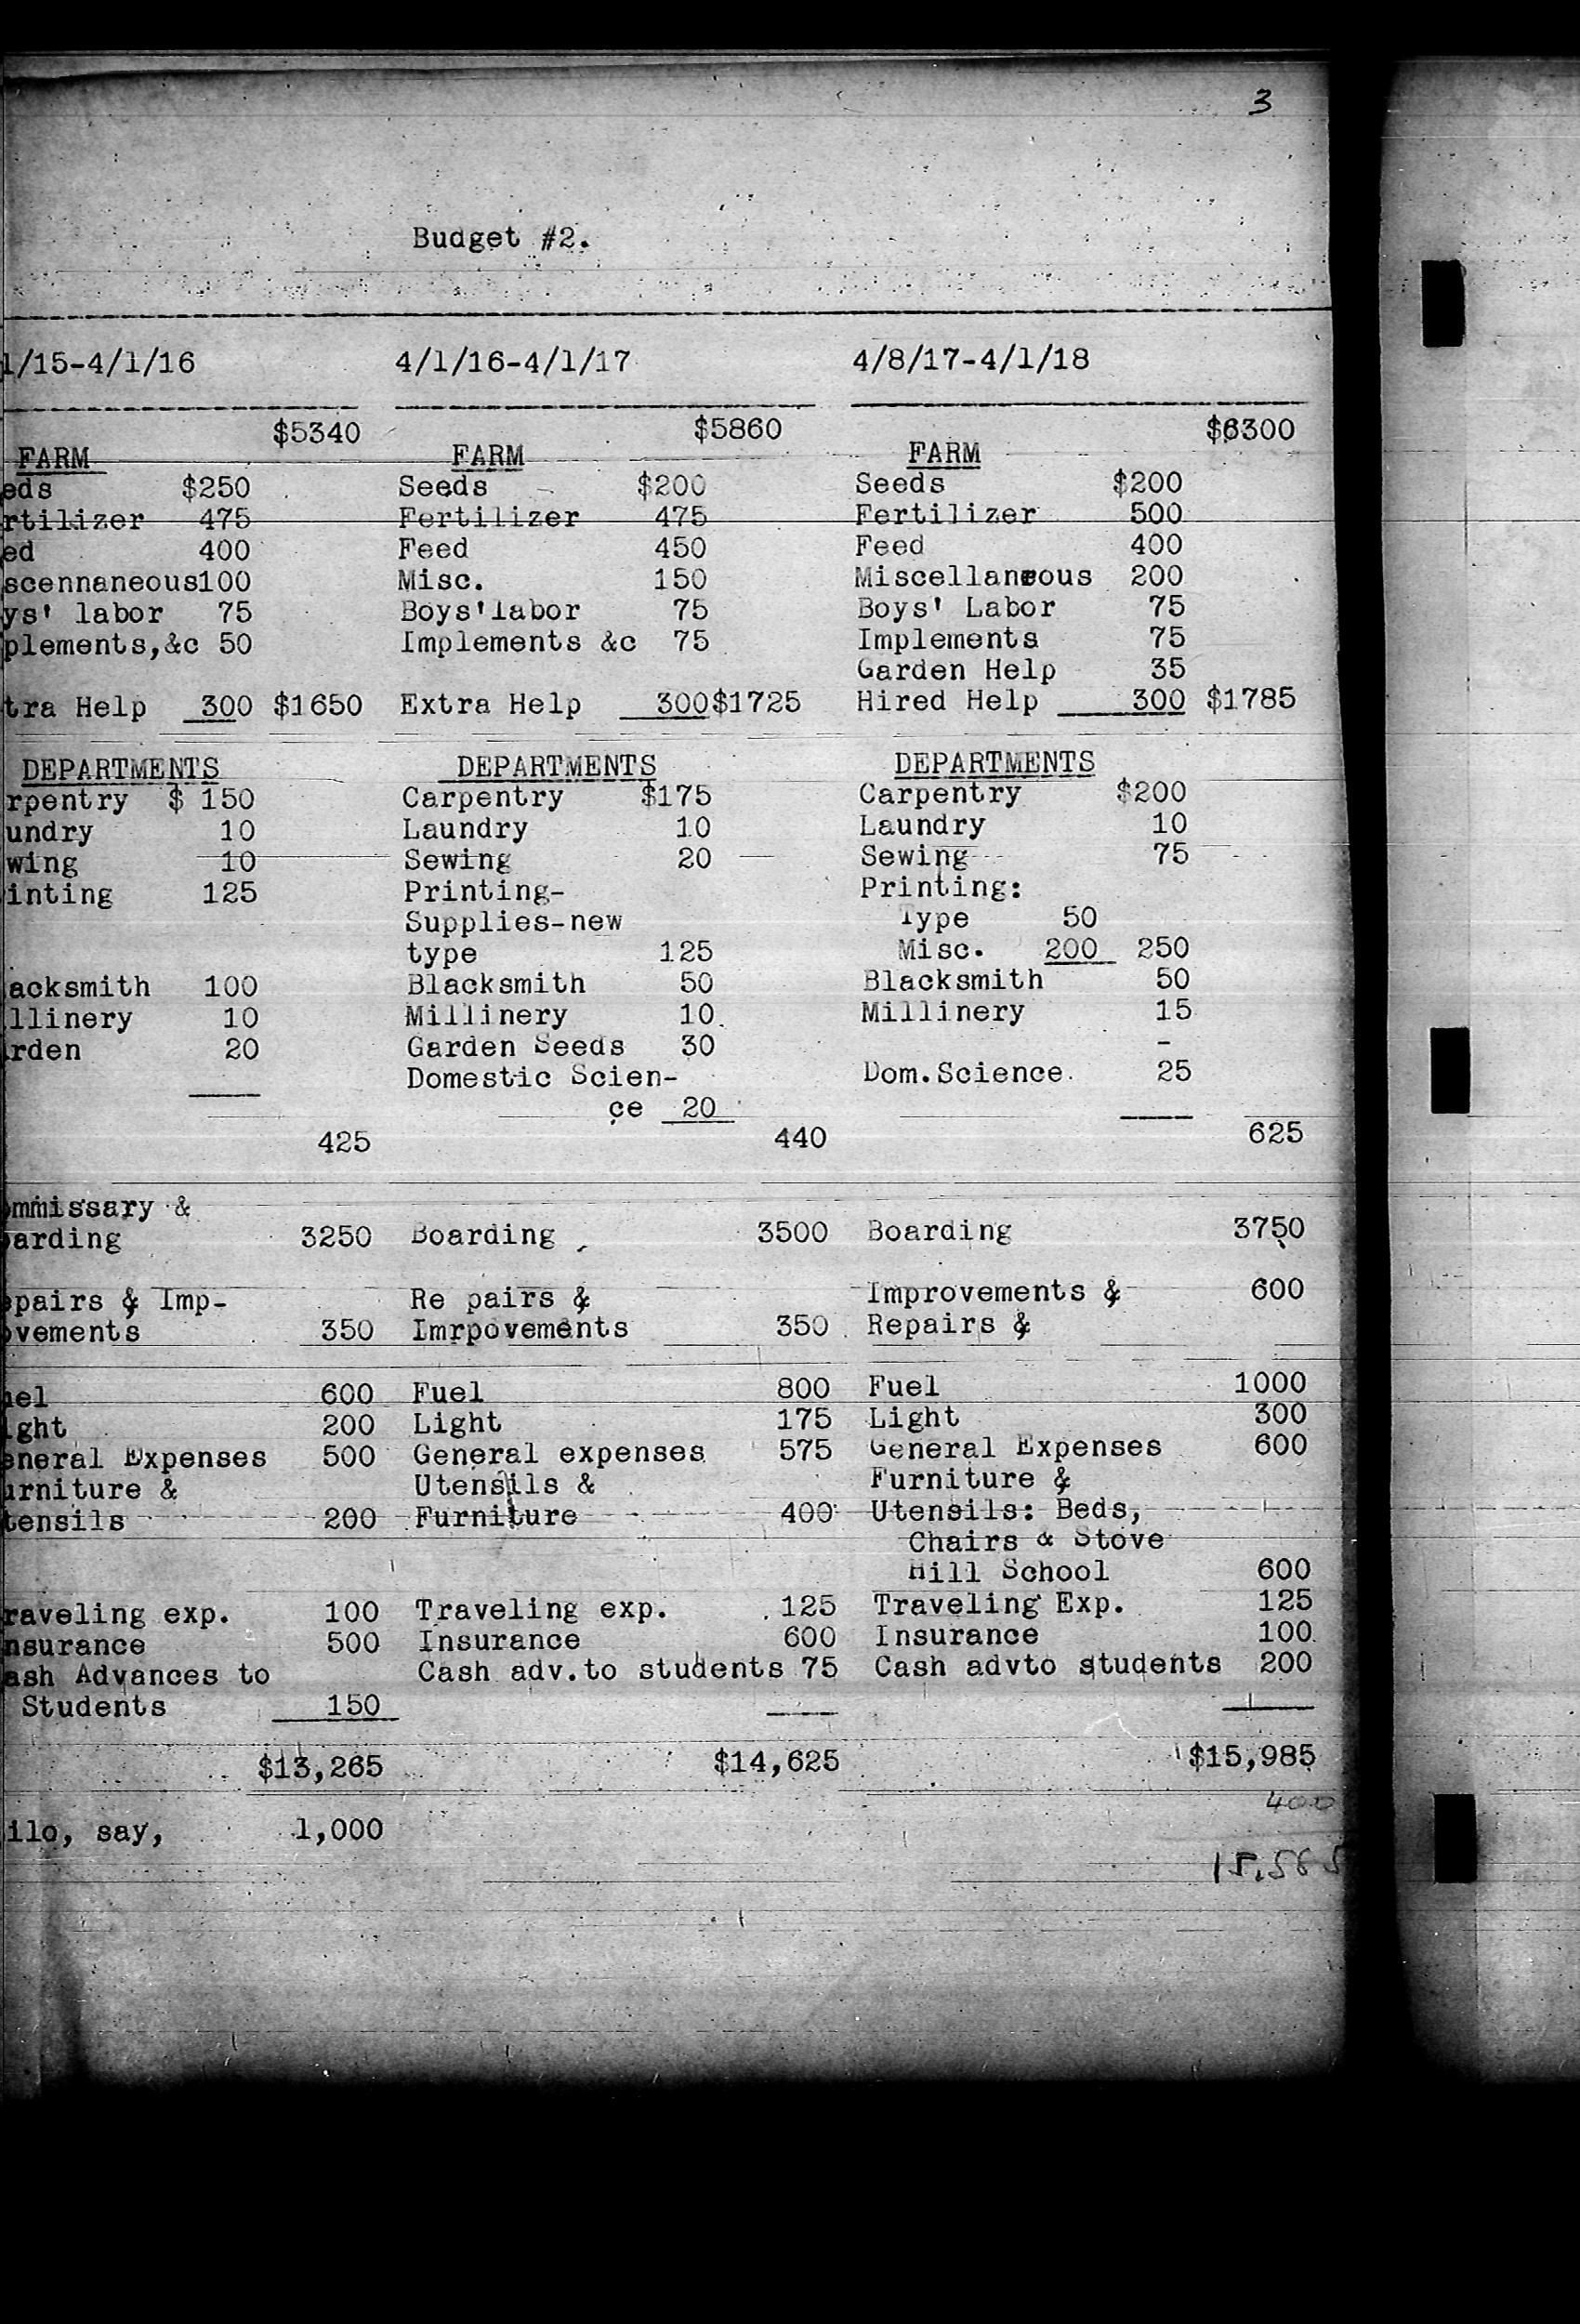 3
Budget #2.
1/15-4/1/16 4/1/16-4/1/17 4/8/17-4/1/18
$5340 $5860 $6300
FARM FARM FARM
eds $250 Seeds $200 Seeds $200
rtilizer 475 Fertilizer 475 Fertilizer 500
ed 400 Feed 450 Feed 400
scennaneous100 Misc. 150 Miscellaneous 200
ys' labor 75 Boys'labor 75 Boys' Labor 75
plements,&c 50 Implements &c 75 Implements 75
Garden Help 35
tra Help 300 $1650 Extra Help 300$1725 Hired Help 300 $1785
DEPARTMENTS DEPARTMENTS DEPARTMENTS
rpentry $ 150 Carpentry $175 Carpentry $200
undry 10 Laundry 10 Laundry 10
wing 10 Sewing 20 Sewing 75
inting 125 Printing- Printing:
Supplies-new Type 50
type 125 Misc. 200 250
acksmith 100 Blacksmith 50 Blacksmith 50
llinery 10 Millinery 10. Millinery 15
rden 20 Garden Seeds 30 -
Domestic Scien- Dom.Science. 25
ce 20
425 440 625
mmissary &
arding 3250 Boarding 3500 Boarding 3750
pairs & Imp- Re pairs & Improvements & 600
vements 350 Imrpovements 350 Repairs &
el 600 Fuel 800 Fuel 1000
ght 200 Light 175 Light 300
eneral Expenses 500 General expenses 575 General Expenses 600
urniture & Utensils & Furniture &
tensils 200 Furniture 400 Utensils: Beds,
Chairs & Stove
Hill School 600
raveling exp. 100 Traveling exp. 125 Traveling Exp. 125
nsurance 500 Insurance 600 Insurance 100
ash Advances to Cash adv.to students 75 Cash advto students 200
Students 150
$13,265 $14,625 $15,985
400
ilo, say, 1,000
15,585